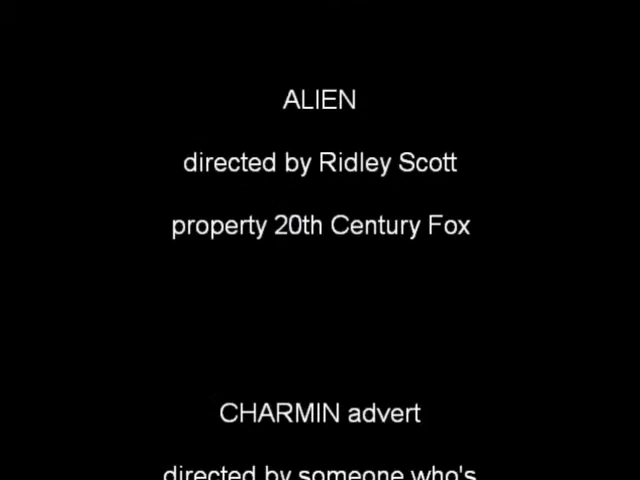 ALIEN
directed by Ridley Scott
property 20th Century Fox
CHARMIN advert
directed by someone who's